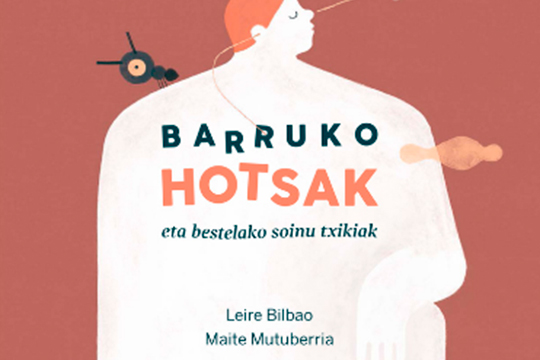 BARRUKO
HOTSAK
eta bestelako soinu txikiak
Leire Bilbao
Maite Mutuberria